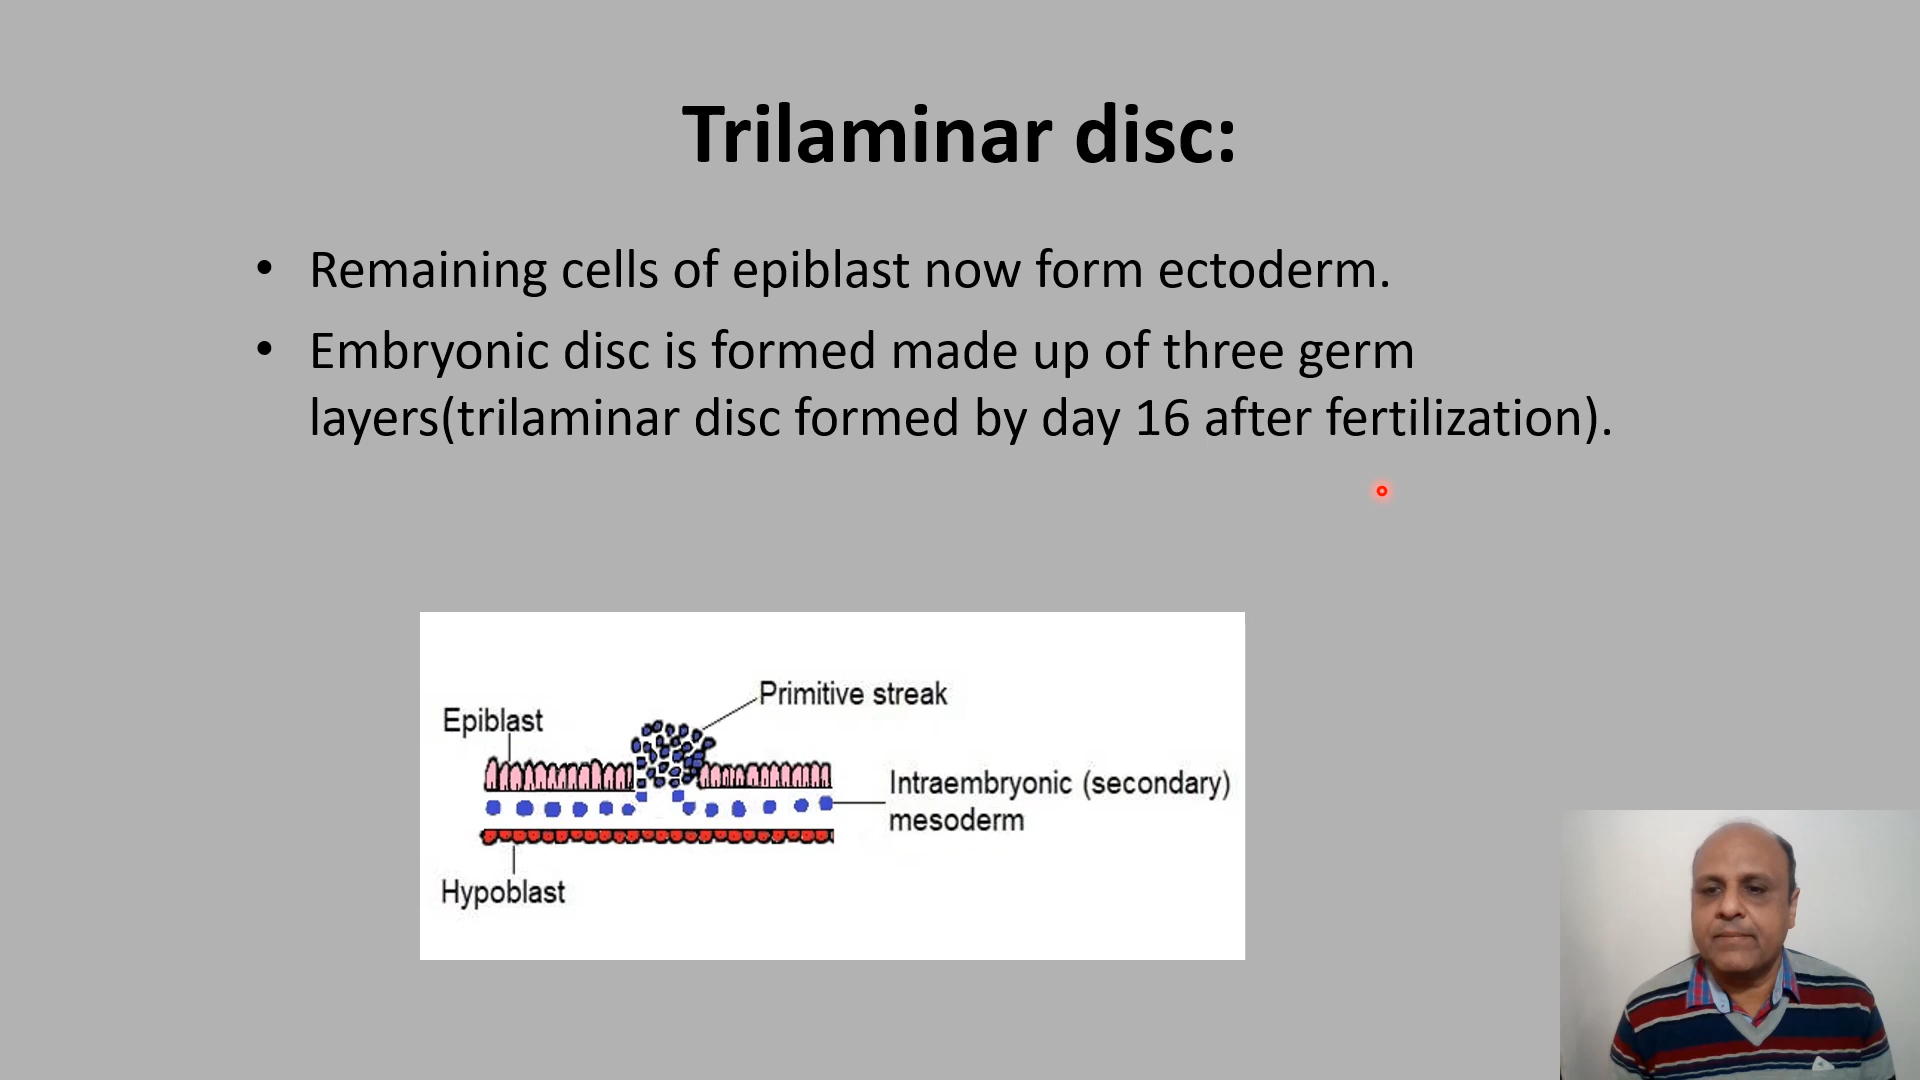 Trilaminar disc:
• Remaining cells of epiblast now form ectoderm.
• Embryonic disc is formed made up of three germ
layers(trilaminar disc formed by day 16 after fertilization).
Primitive streak
Epiblast
Intraembryonic (secondary)
mesoderm
Hypoblast